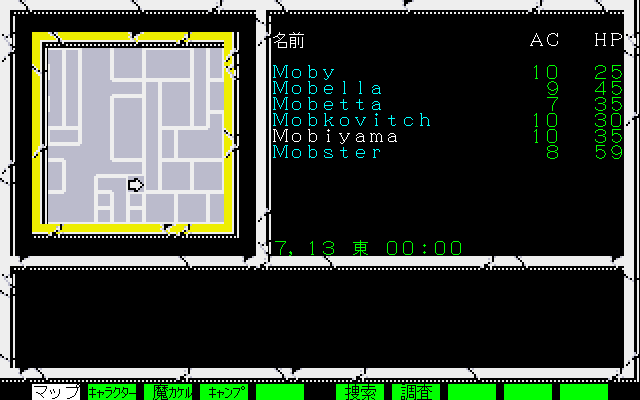 名前 AC HP
Moby 10 25
Mobella 9 45
Mobetta 7 35
Mobkovitch 10 30
Mobiyama 10 35
Mobster 8 59
7, 13 東 00:00
マップ キャラクター 魔カケル キャンプ 捜索 調査